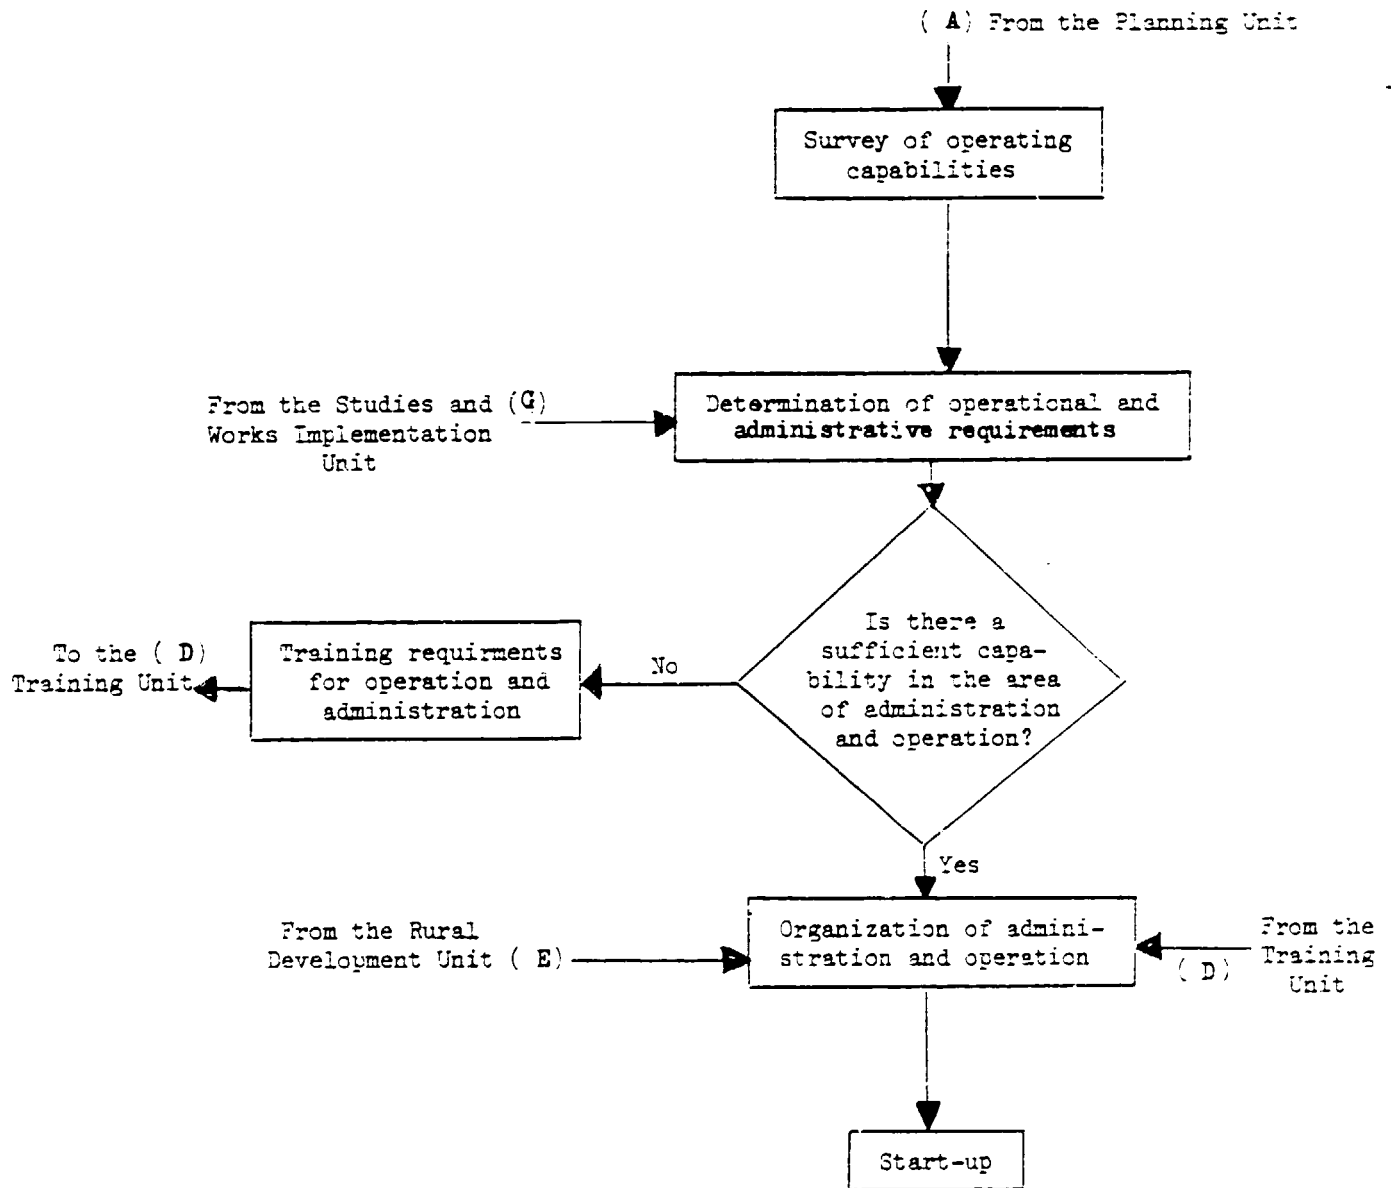 ( A) From the Planning Unit
Survey of operating
capabilities
From the Studies and (G)
Works Implementation
Unit
Determination of operational and
administrative requirements
Is there a
sufficient capa-
bility in the area
of administration
and operation?
No
Training requirments
for operation and
administration
To the ( D)
Training Unit
Yes
From the Rural
Development Unit ( E)
Organization of admini-
stration and operation
From the
Training
Unit
( D)
Start-up